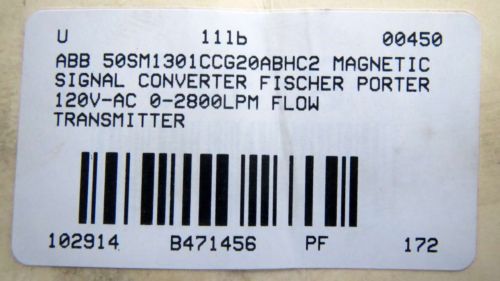 U 11lb 00450
ABB 50SM1301CCG20ABHC2 MAGNETIC
SIGNAL CONVERTER FISCHER PORTER
120V-AC 0-2800LPM FLOW
TRANSMITTER
102914 B471456 PF 172